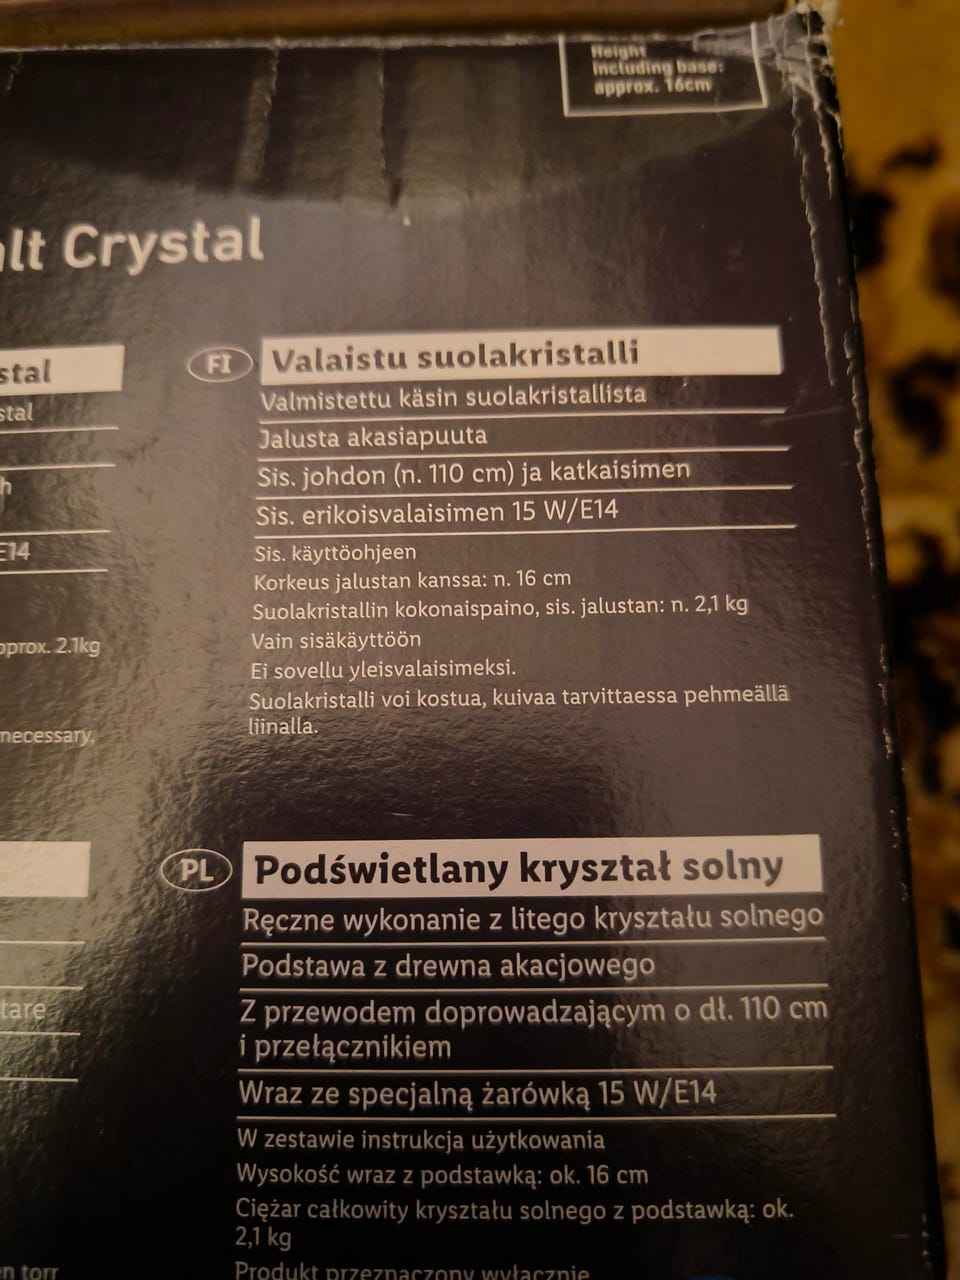 Height
including base:
approx. 16cm
Crystal
FI
Valaistu suolakristalli
Valmistettu käsin suolakristallista
Jalusta akasiapuuta
Sis. johdon (n. 110 cm) ja katkaisimen
Sis. erikoisvalaisimen 15 W/E14
Sis. käyttöohjeen
Korkeus jalustan kanssa: n. 16 cm
Suolakristallin kokonaispaino, sis. jalustan: n. 2,1 kg
Vain sisäkäyttöön
Ei sovellu yleisvalaisimeksi.
Suolakristalli voi kostua, kuivaa tarvittaessa pehmeällä
liinalla.
E14
2.1kg
necessary,
PL
Podświetlany kryształ solny
Ręczne wykonanie z litego kryształu solnego
Podstawa z drewna akacjowego
Z przewodem doprowadzającym o dł. 110 cm
i przełącznikiem
Wraz ze specjalną żarówką 15 W/E14
W zestawie instrukcja użytkowania
Wysokość wraz z podstawką: ok. 16 cm
Ciężar całkowity kryształu solnego z podstawką: ok.
2,1 kg
Produkt przeznaczony wyłącznie